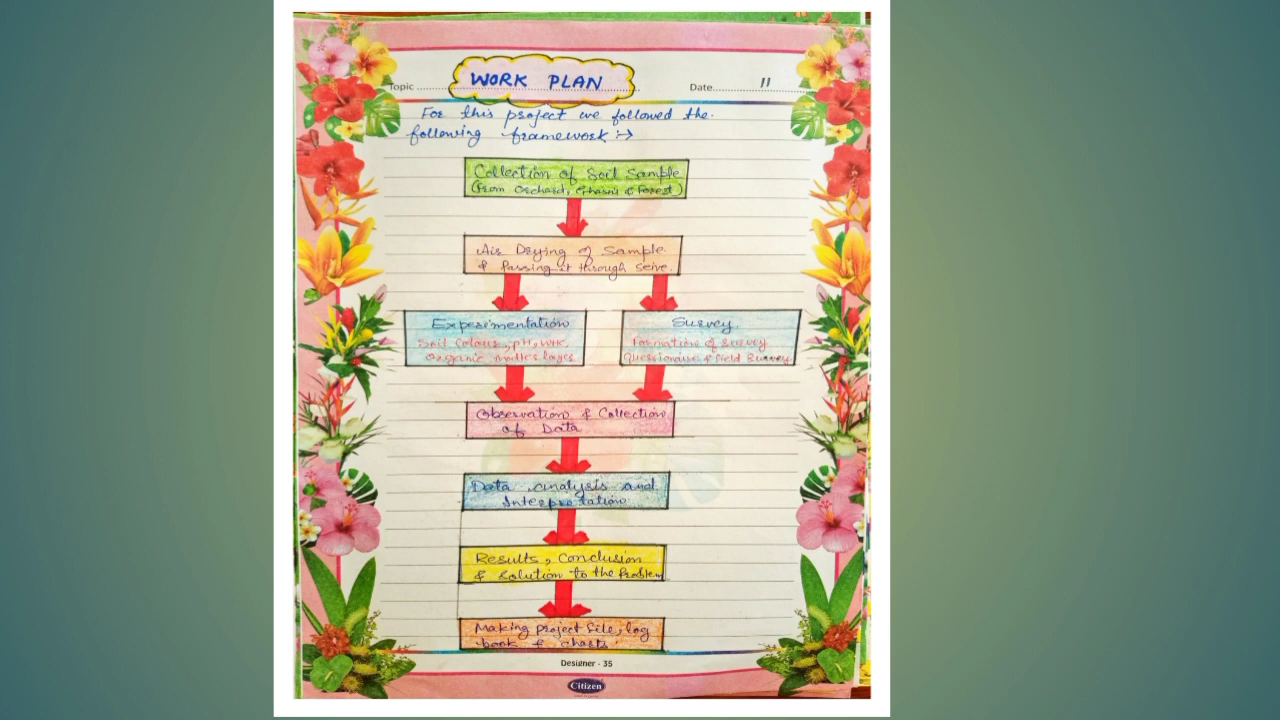 WORK PLAN
Topic
Date 11
For this project we followed the.
following framework :->
Collection of Soil Sample
(From Orchard, Ghasni & Forest)
Air Drying of Sample
& Passing it through Seive.
Experimentation
Soil Colour, pH, WHC,
Organic matter layer
Survey
Formation of Survey
Questionaire & Field Survey
Observation & Collection
of Data
Data analysis and
Interpretation
Results, Conclusion
& Solution to the Problem
Making project file, log
book & charts
Designer - 35
Citizen